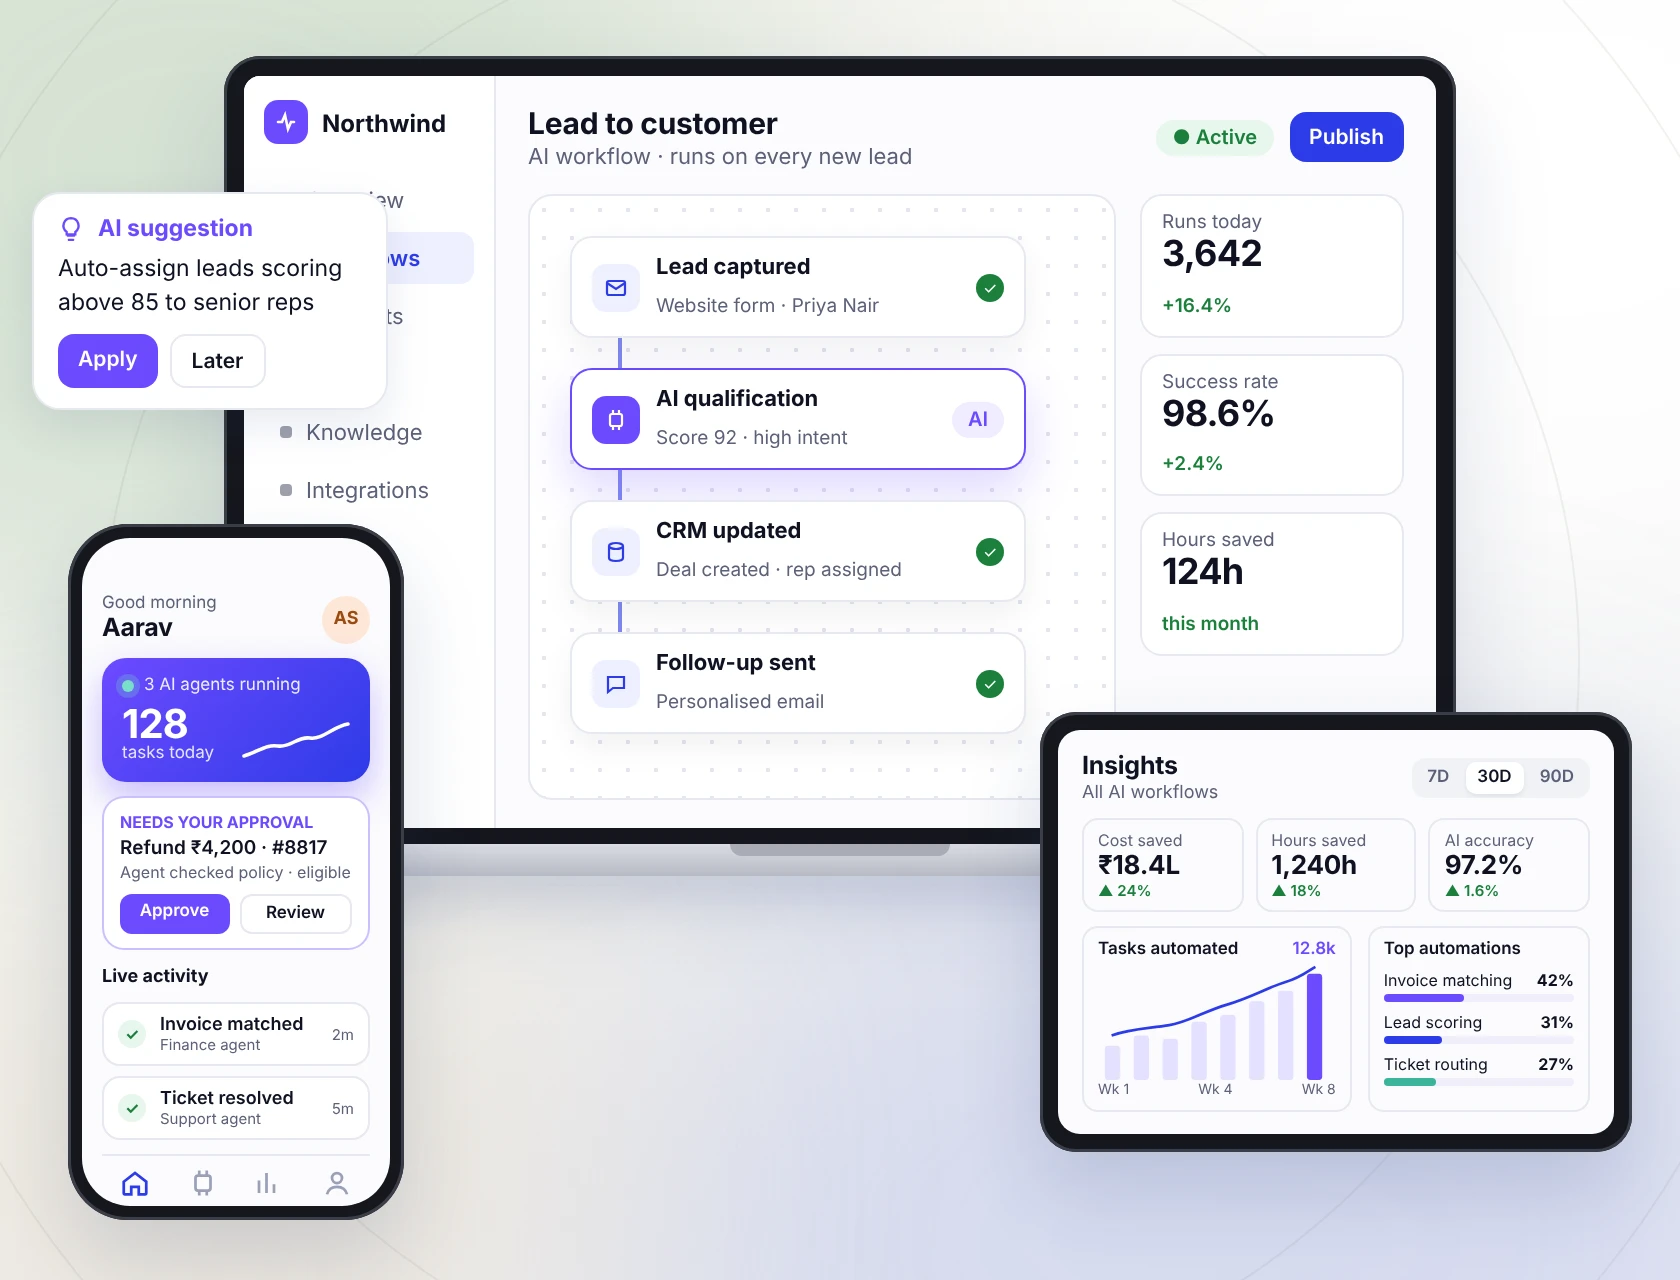 Northwind
Knowledge
Integrations
Lead to customer
AI workflow · runs on every new lead
Active
Publish
Lead captured
Website form · Priya Nair
AI qualification
Score 92 · high intent
AI
CRM updated
Deal created · rep assigned
Follow-up sent
Personalised email
Runs today
3,642
+16.4%
Success rate
98.6%
+2.4%
Hours saved
124h
this month
AI suggestion
Auto-assign leads scoring
above 85 to senior reps
Apply
Later
Good morning
Aarav
AS
3 AI agents running
128
tasks today
NEEDS YOUR APPROVAL
Refund ₹4,200 · #8817
Agent checked policy · eligible
Approve
Review
Live activity
Invoice matched
Finance agent
2m
Ticket resolved
Support agent
5m
Insights
All AI workflows
7D
30D
90D
Cost saved
₹18.4L
▲ 24%
Hours saved
1,240h
▲ 18%
AI accuracy
97.2%
▲ 1.6%
Tasks automated
12.8k
Wk 1
Wk 4
Wk 8
Top automations
Invoice matching 42%
Lead scoring 31%
Ticket routing 27%